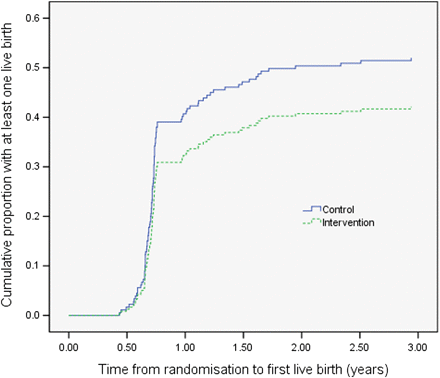 Cumulative proportion with at least one live birth
0.6
0.5
0.4
0.3
0.2
0.1
0.0
Control
Intervention
0.00 0.50 1.00 1.50 2.00 2.50 3.00
Time from randomisation to first live birth (years)